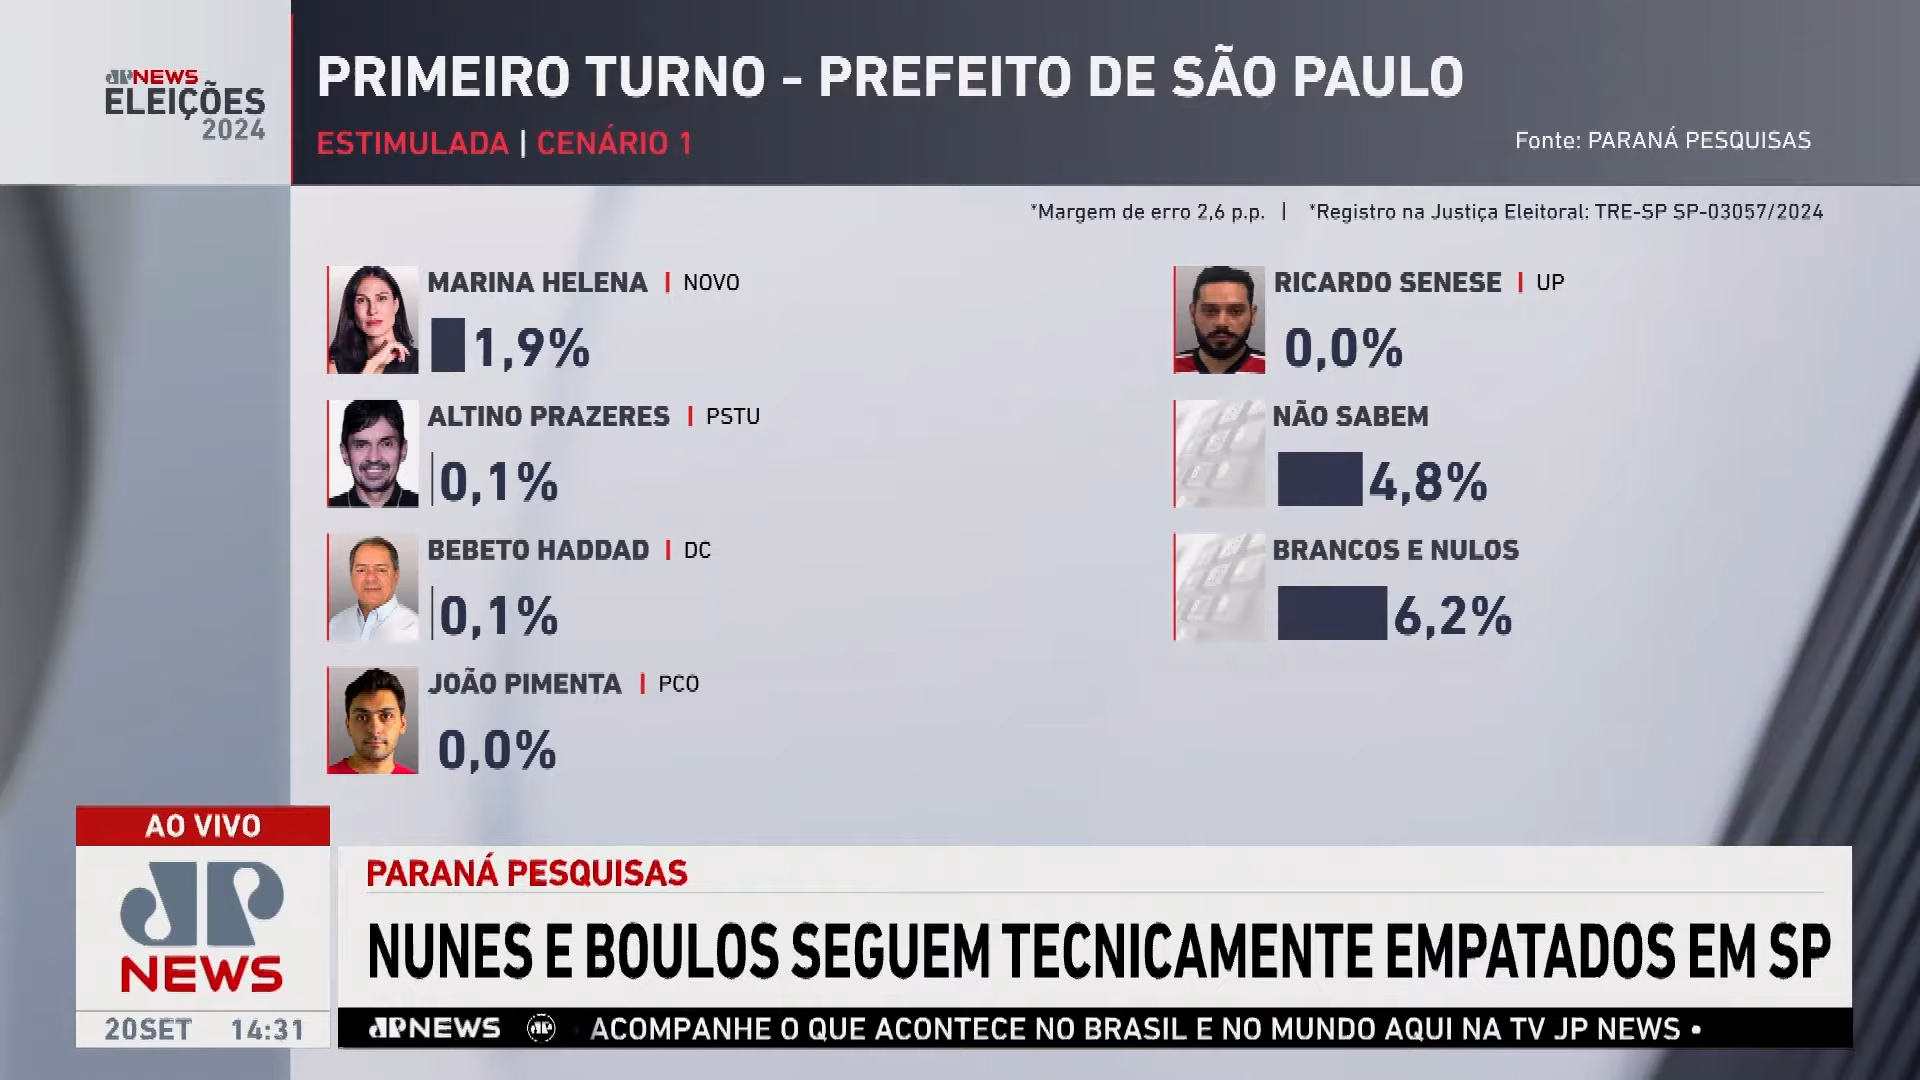 JPNEWS
ELEIÇÕES
2024
PRIMEIRO TURNO - PREFEITO DE SÃO PAULO
ESTIMULADA | CENÁRIO 1
Fonte: PARANÁ PESQUISAS
*Margem de erro 2,6 p.p. | *Registro na Justiça Eleitoral: TRE-SP SP-03057/2024
MARINA HELENA | NOVO
1,9%
ALTINO PRAZERES | PSTU
0,1%
BEBETO HADDAD | DC
0,1%
JOÃO PIMENTA | PCO
0,0%
RICARDO SENESE | UP
0,0%
NÃO SABEM
4,8%
BRANCOS E NULOS
6,2%
AO VIVO
JP
NEWS
20SET 14:31
PARANÁ PESQUISAS
NUNES E BOULOS SEGUEM TECNICAMENTE EMPATADOS EM SP
JPNEWS JP ACOMPANHE O QUE ACONTECE NO BRASIL E NO MUNDO AQUI NA TV JP NEWS •